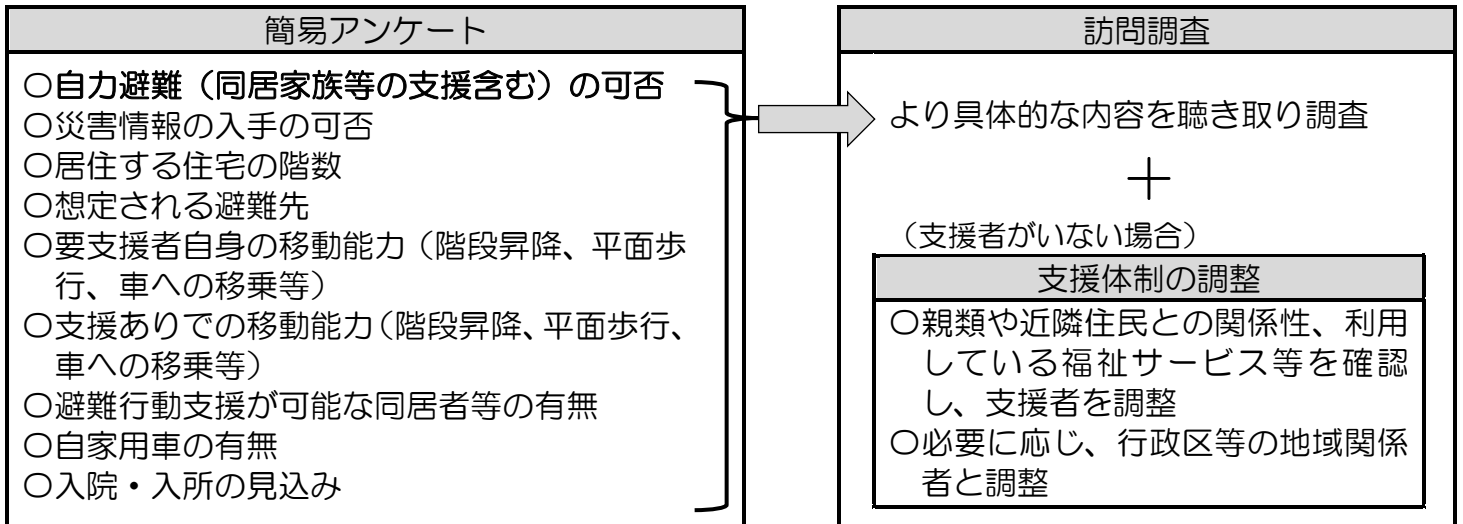 簡易アンケート
〇自力避難（同居家族等の支援含む）の可否
〇災害情報の入手の可否
〇居住する住宅の階数
〇想定される避難先
〇要支援者自身の移動能力（階段昇降、平面歩
行、車への移乗等）
〇支援ありでの移動能力（階段昇降、平面歩行、
車への移乗等）
〇避難行動支援が可能な同居者等の有無
〇自家用車の有無
〇入院・入所の見込み
訪問調査
より具体的な内容を聴き取り調査
＋
（支援者がいない場合）
支援体制の調整
〇親類や近隣住民との関係性、利用
している福祉サービス等を確認
し、支援者を調整
〇必要に応じ、行政区等の地域関係
者と調整